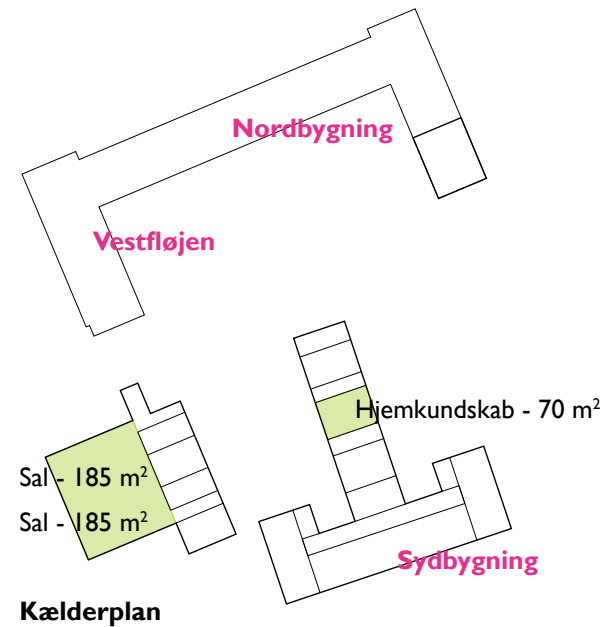 Nordbygning
Vestfløjen
Hjemkundskab - 70 m²
Sal - 185 m²
Sal - 185 m²
Sydbygning
Kælderplan